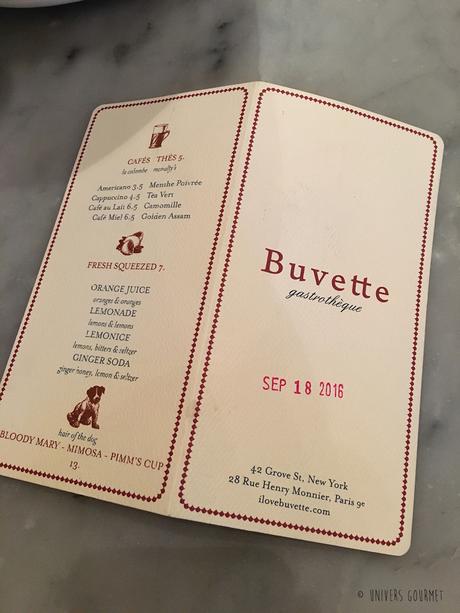 CAFÉS THÉS 5.
la colombe mcnulty's
Americano 3.5 Menthe Poivrée
Cappuccino 4.5 Tea Vert
Café au Lait 6.5 Camomille
Café Miel 6.5 Golden Assam
FRESH SQUEEZED 7.
ORANGE JUICE
oranges & oranges
LEMONADE
lemons & lemons
LEMONICE
lemons, bitters & seltzer
GINGER SODA
ginger honey, lemon & seltzer
hair of the dog
BLOODY MARY - MIMOSA - PIMM'S CUP
13.
Buvette
gastrothèque
SEP 18 2016
42 Grove St, New York
28 Rue Henry Monnier, Paris 9e
ilovebuvette.com
© UNIVERS GOURMET